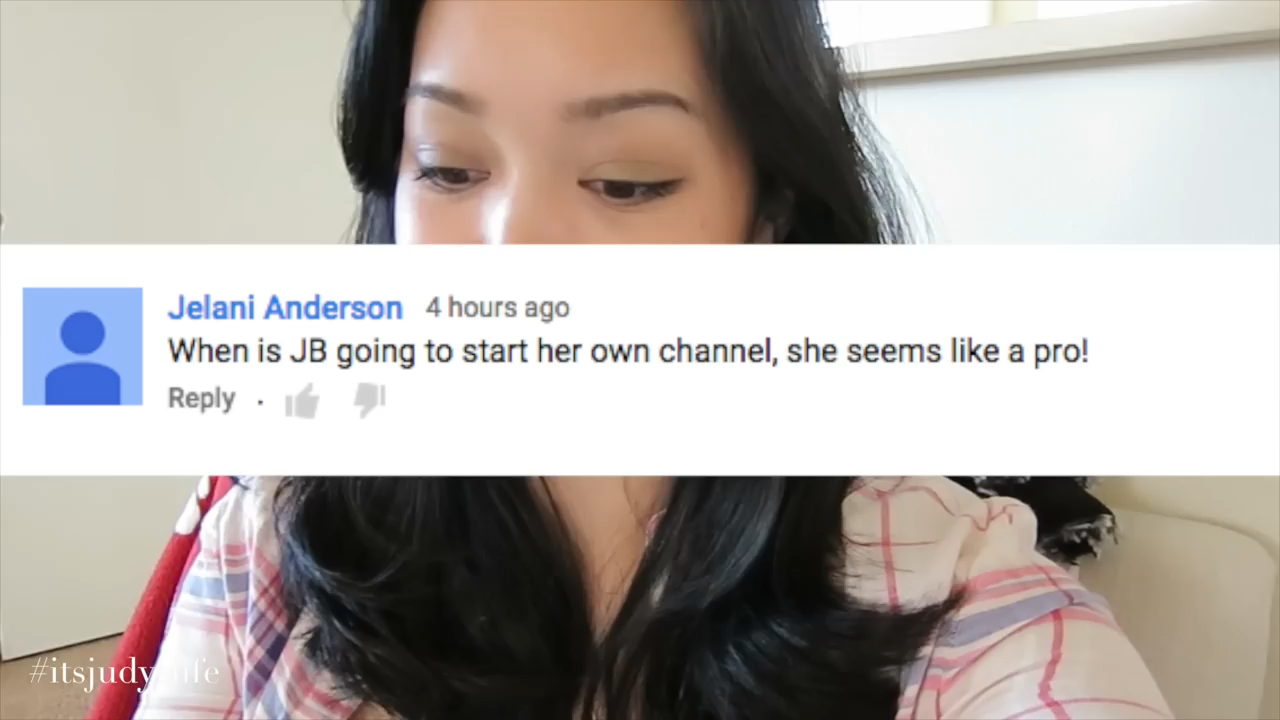 Jelani Anderson 4 hours ago
When is JB going to start her own channel, she seems like a pro!
Reply .
#itsjudyslife